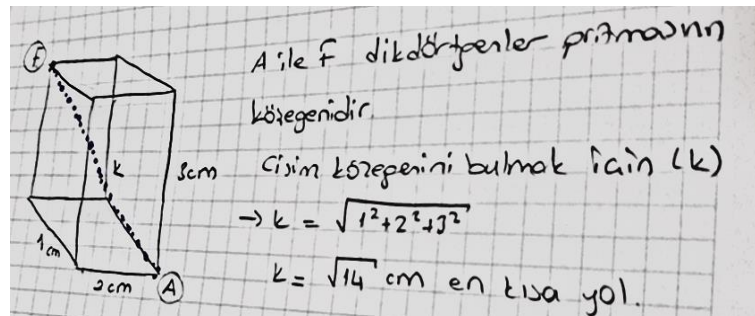 F
A ile f dikdörtgenler prizmasının
köşegenidir.
k
3cm
Cisim köşegenini bulmak için (k)
→ k = √1²+2²+3²
1cm
2cm
A
k = √14 cm en kısa yol.